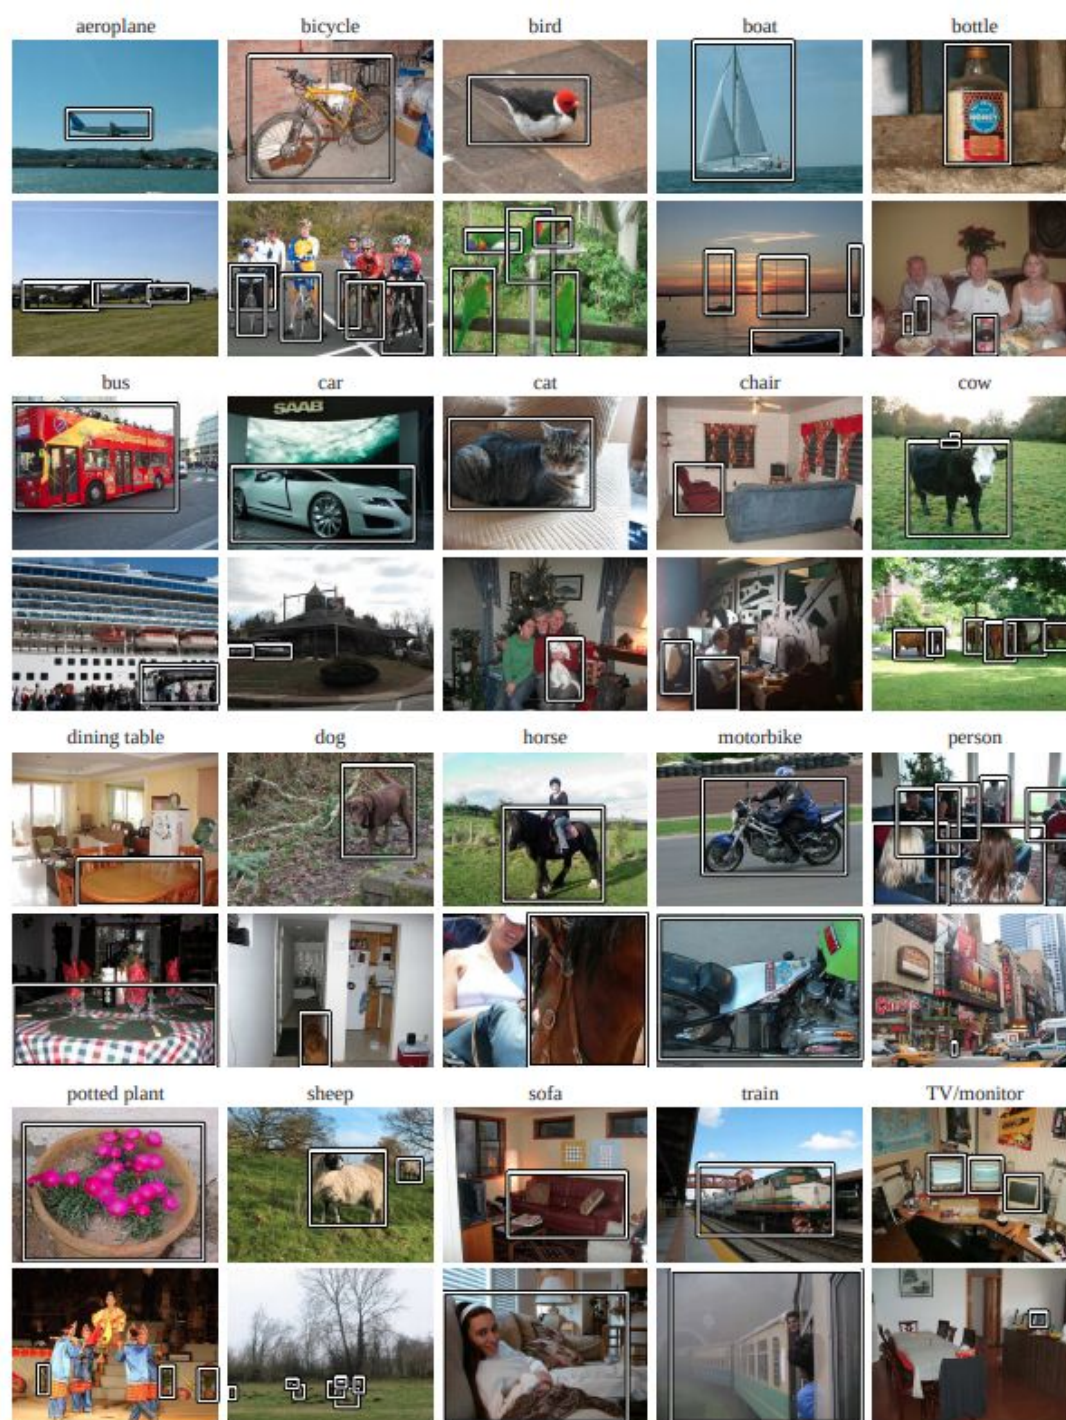 aeroplane bicycle bird boat bottle
HONEY
bus car cat chair cow
SAAB
dining table dog horse motorbike person
potted plant sheep sofa train TV/monitor